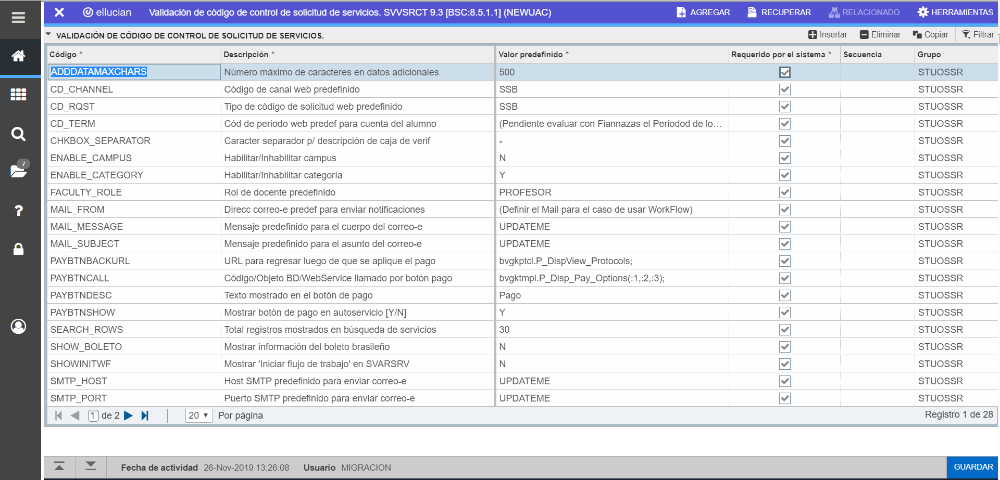 ellucian Validación de código de control de solicitud de servicios. SVVSRCT 9.3 [BSC:8.5.1.1] (NEWUAC) AGREGAR RECUPERAR RELACIONADO HERRAMIENTAS
VALIDACIÓN DE CÓDIGO DE CONTROL DE SOLICITUD DE SERVICIOS. Insertar Eliminar Copiar Filtrar
Código * Descripción * Valor predefinido * Requerido por el sistema * Secuencia Grupo
ADDDATAMAXCHARS Número máximo de caracteres en datos adicionales 500 STUOSSR
CD_CHANNEL Código de canal web predefinido SSB STUOSSR
CD_RQST Tipo de código de solicitud web predefinido SSB STUOSSR
CD_TERM Cód de periodo web predef para cuenta del alumno (Pendiente evaluar con Fiannazas el Periodod de lo… STUOSSR
CHKBOX_SEPARATOR Caracter separador p/ descripción de caja de verif - STUOSSR
ENABLE_CAMPUS Habilitar/Inhabilitar campus N STUOSSR
ENABLE_CATEGORY Habilitar/Inhabilitar categoría Y STUOSSR
7
FACULTY_ROLE Rol de docente predefinido PROFESOR STUOSSR
MAIL_FROM Direcc correo-e predef para enviar notificaciones (Definir el Mail para el caso de usar WorkFlow) STUOSSR
MAIL_MESSAGE Mensaje predefinido para el cuerpo del correo-e UPDATEME STUOSSR
MAIL_SUBJECT Mensaje predefinido para el asunto del correo-e UPDATEME STUOSSR
PAYBTNBACKURL URL para regresar luego de que se aplique el pago bvgkptcl.P_DispView_Protocols; STUOSSR
PAYBTNCALL Código/Objeto BD/WebService llamado por botón pago bvgktmpl.P_Disp_Pay_Options(:1,:2,:3); STUOSSR
PAYBTNDESC Texto mostrado en el botón de pago Pago STUOSSR
PAYBTNSHOW Mostrar botón de pago en autoservicio [Y/N] Y STUOSSR
SEARCH_ROWS Total registros mostrados en búsqueda de servicios 30 STUOSSR
SHOW_BOLETO Mostrar información del boleto brasileño N STUOSSR
SHOWINITWF Mostrar 'Iniciar flujo de trabajo' en SVARSRV N STUOSSR
SMTP_HOST Host SMTP predefinido para enviar correo-e UPDATEME STUOSSR
SMTP_PORT Puerto SMTP predefinido para enviar correo-e UPDATEME STUOSSR
1 de 2 20 Por página Registro 1 de 28
Fecha de actividad 26-Nov-2019 13:26:08 Usuario MIGRACION GUARDAR